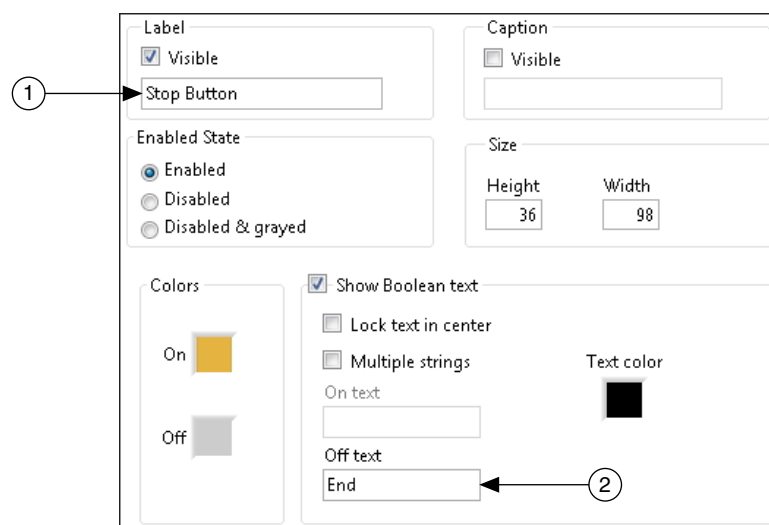 Label
Visible
Stop Button
Caption
Visible
1
Enabled State
Enabled
Disabled
Disabled & grayed
Size
Height Width
36 98
Colors
On
Off
Show Boolean text
Lock text in center
Multiple strings
On text
Text color
Off text
End
2